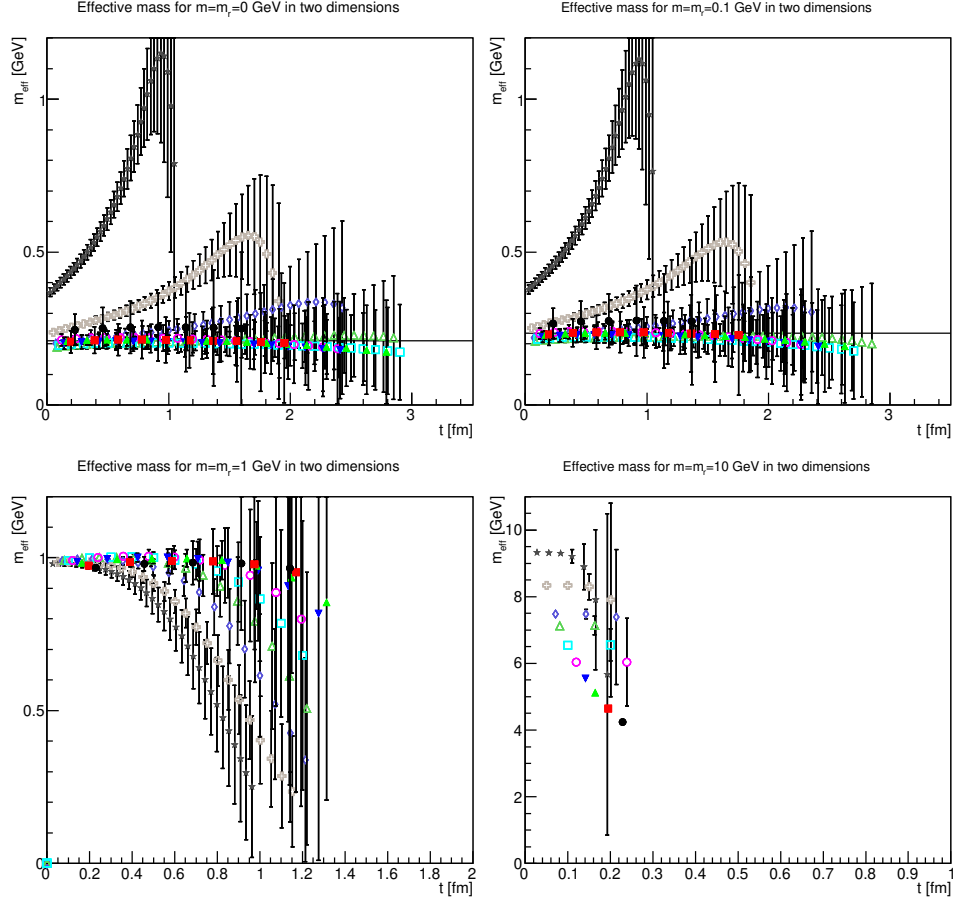 Effective mass for m=m_r=0 GeV in two dimensions
m_eff [GeV]
1
0.5
0
0 1 2 3
t [fm]
Effective mass for m=m_r=0.1 GeV in two dimensions
m_eff [GeV]
1
0.5
0
0 1 2 3
t [fm]
Effective mass for m=m_r=1 GeV in two dimensions
m_eff [GeV]
1
0.5
0
0 0.2 0.4 0.6 0.8 1 1.2 1.4 1.6 1.8 2
t [fm]
Effective mass for m=m_r=10 GeV in two dimensions
m_eff [GeV]
10
8
6
4
2
0
0 0.1 0.2 0.3 0.4 0.5 0.6 0.7 0.8 0.9 1
t [fm]